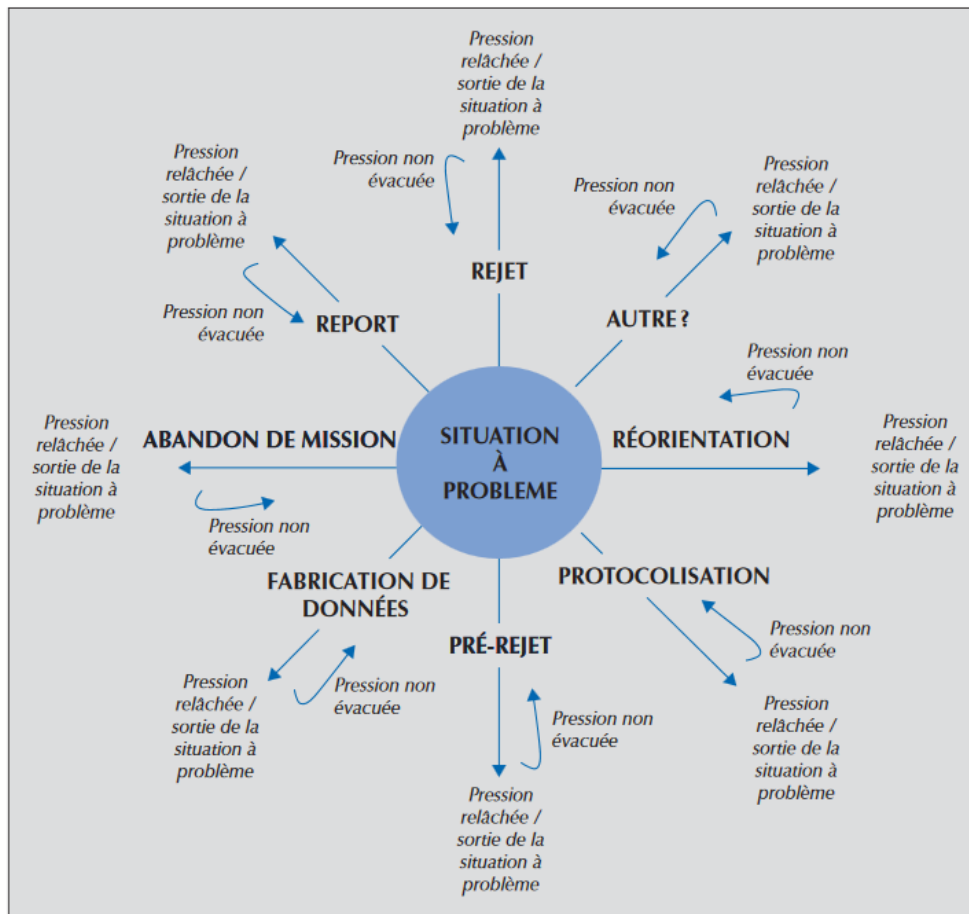 Pression
relâchée /
sortie de la
situation à
problème
Pression non
évacuée
REJET
Pression
relâchée /
sortie de la
situation à
problème
Pression non
évacuée
REPORT
Pression non
évacuée
Pression
relâchée /
sortie de la
situation à
problème
AUTRE ?
Pression
relâchée /
sortie de la
situation à
problème
ABANDON DE MISSION
Pression non
évacuée
SITUATION
À
PROBLEME
Pression non
évacuée
RÉORIENTATION
Pression
relâchée /
sortie de la
situation à
problème
FABRICATION DE
DONNÉES
Pression
relâchée /
sortie de la
situation à
problème
Pression non
évacuée
PRÉ-REJET
Pression non
évacuée
Pression
relâchée /
sortie de la
situation à
problème
PROTOCOLISATION
Pression non
évacuée
Pression
relâchée /
sortie de la
situation à
problème